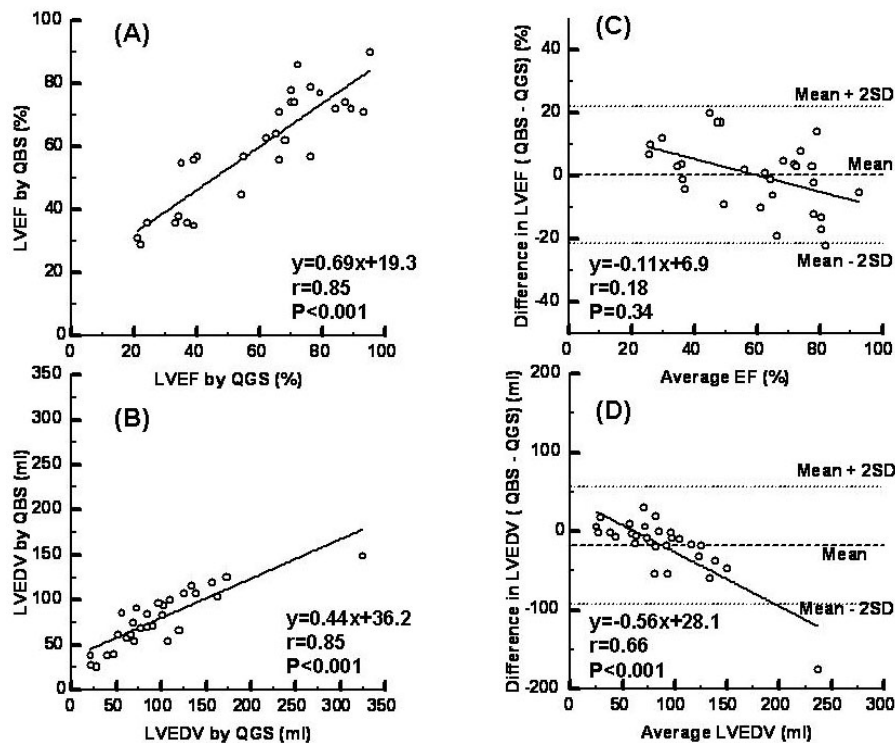 (A)
100
80
60
40
20
0
LVEF by QBS (%)
y=0.69x+19.3
r=0.85
P<0.001
0 20 40 60 80 100
LVEF by QGS (%)
(C)
40
20
0
-20
-40
Difference in LVEF ( QBS - QGS) (%)
Mean + 2SD
Mean
Mean - 2SD
y=-0.11x+6.9
r=0.18
P=0.34
0 20 40 60 80 100
Average EF (%)
(B)
350
300
250
200
150
100
50
0
LVEDV by QBS (ml)
y=0.44x+36.2
r=0.85
P<0.001
0 50 100 150 200 250 300 350
LVEDV by QGS (ml)
(D)
200
100
0
-100
-200
Difference in LVEDV ( QBS - QGS) (ml)
Mean + 2SD
Mean
Mean - 2SD
y=-0.56x+28.1
r=0.66
P<0.001
0 50 100 150 200 250 300
Average LVEDV (ml)